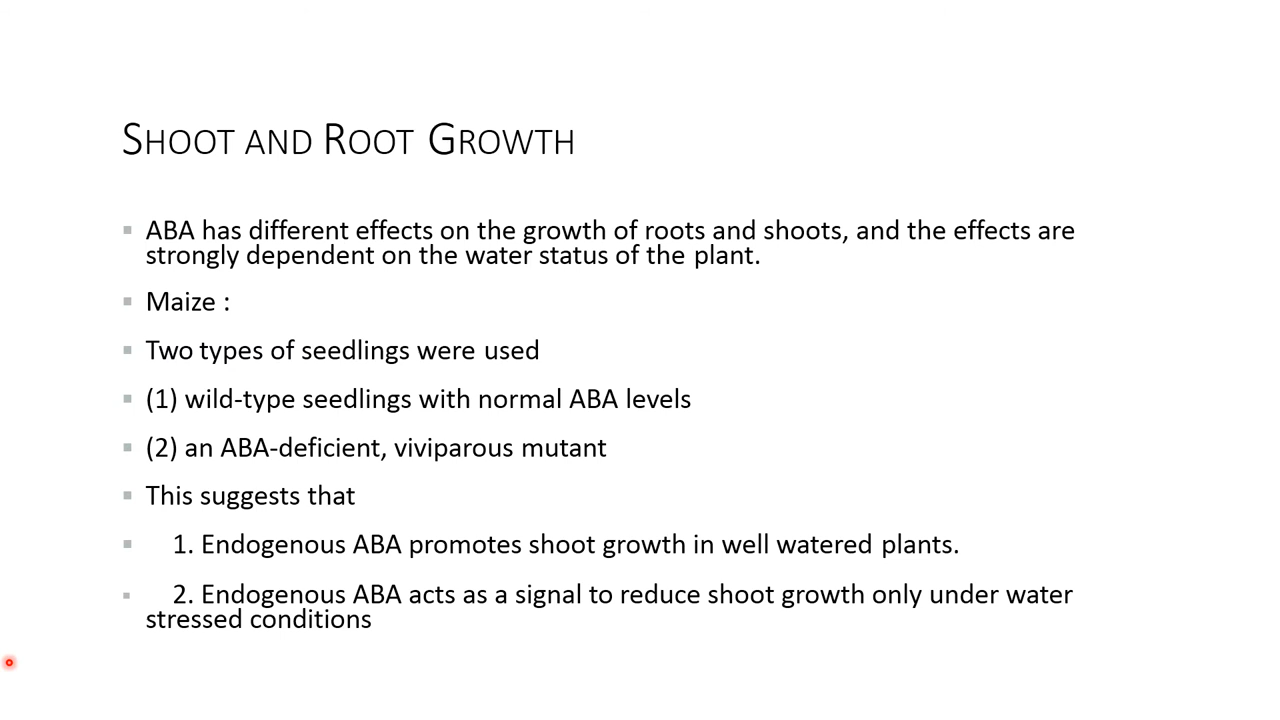 SHOOT AND ROOT GROWTH
ABA has different effects on the growth of roots and shoots, and the effects are
strongly dependent on the water status of the plant.
Maize :
Two types of seedlings were used
(1) wild-type seedlings with normal ABA levels
(2) an ABA-deficient, viviparous mutant
This suggests that
1. Endogenous ABA promotes shoot growth in well watered plants.
2. Endogenous ABA acts as a signal to reduce shoot growth only under water
stressed conditions